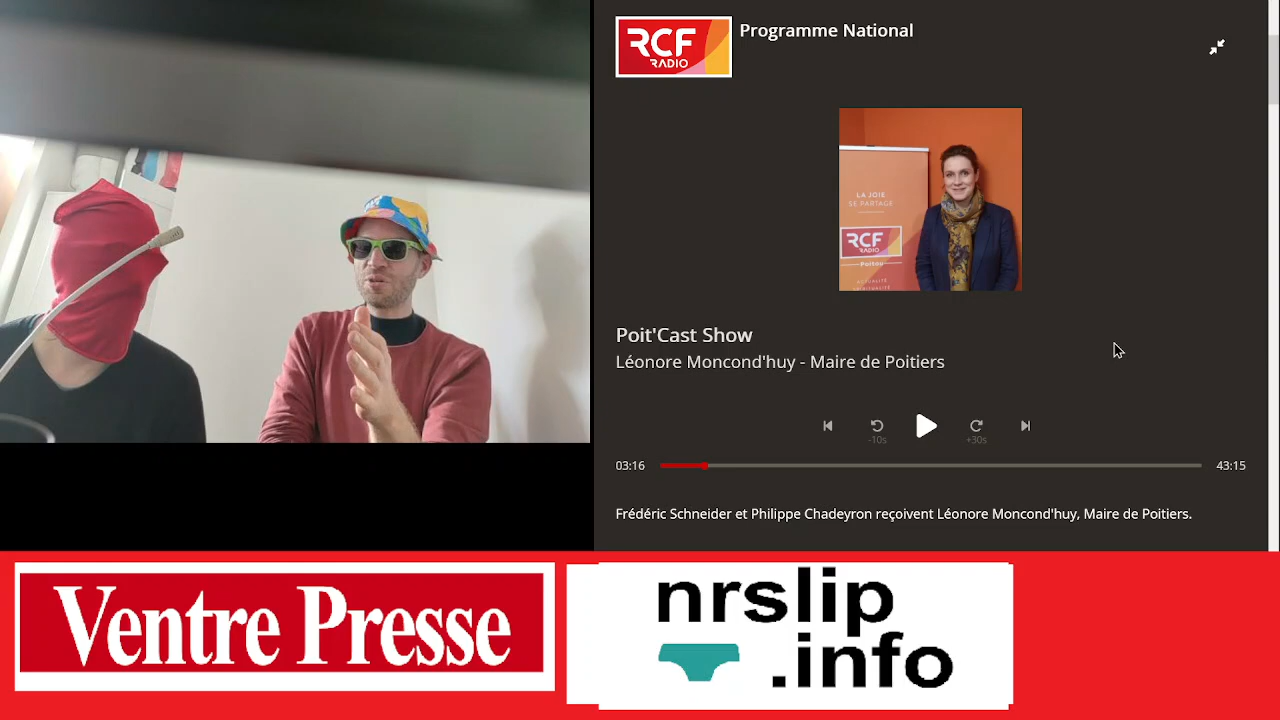 RCF
RADIO
Programme National
LA JOIE
SE PARTAGE
RCF
RADIO
Poitou
Poit'Cast Show
Léonore Moncond'huy - Maire de Poitiers
-10s
+30s
03:16
43:15
Frédéric Schneider et Philippe Chadeyron reçoivent Léonore Moncond'huy, Maire de Poitiers.
Ventre Presse
nrslip
.info